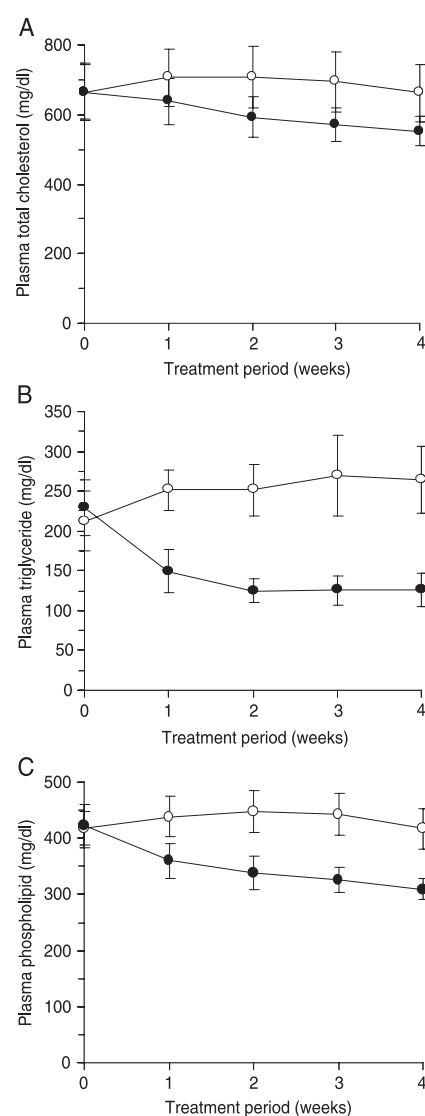 A
Plasma total cholesterol (mg/dl)
800
600
400
200
0
0 1 2 3 4
Treatment period (weeks)
B
Plasma triglyceride (mg/dl)
350
300
250
200
150
100
50
0
0 1 2 3 4
Treatment period (weeks)
C
Plasma phospholipid (mg/dl)
500
400
300
200
100
0
0 1 2 3 4
Treatment period (weeks)